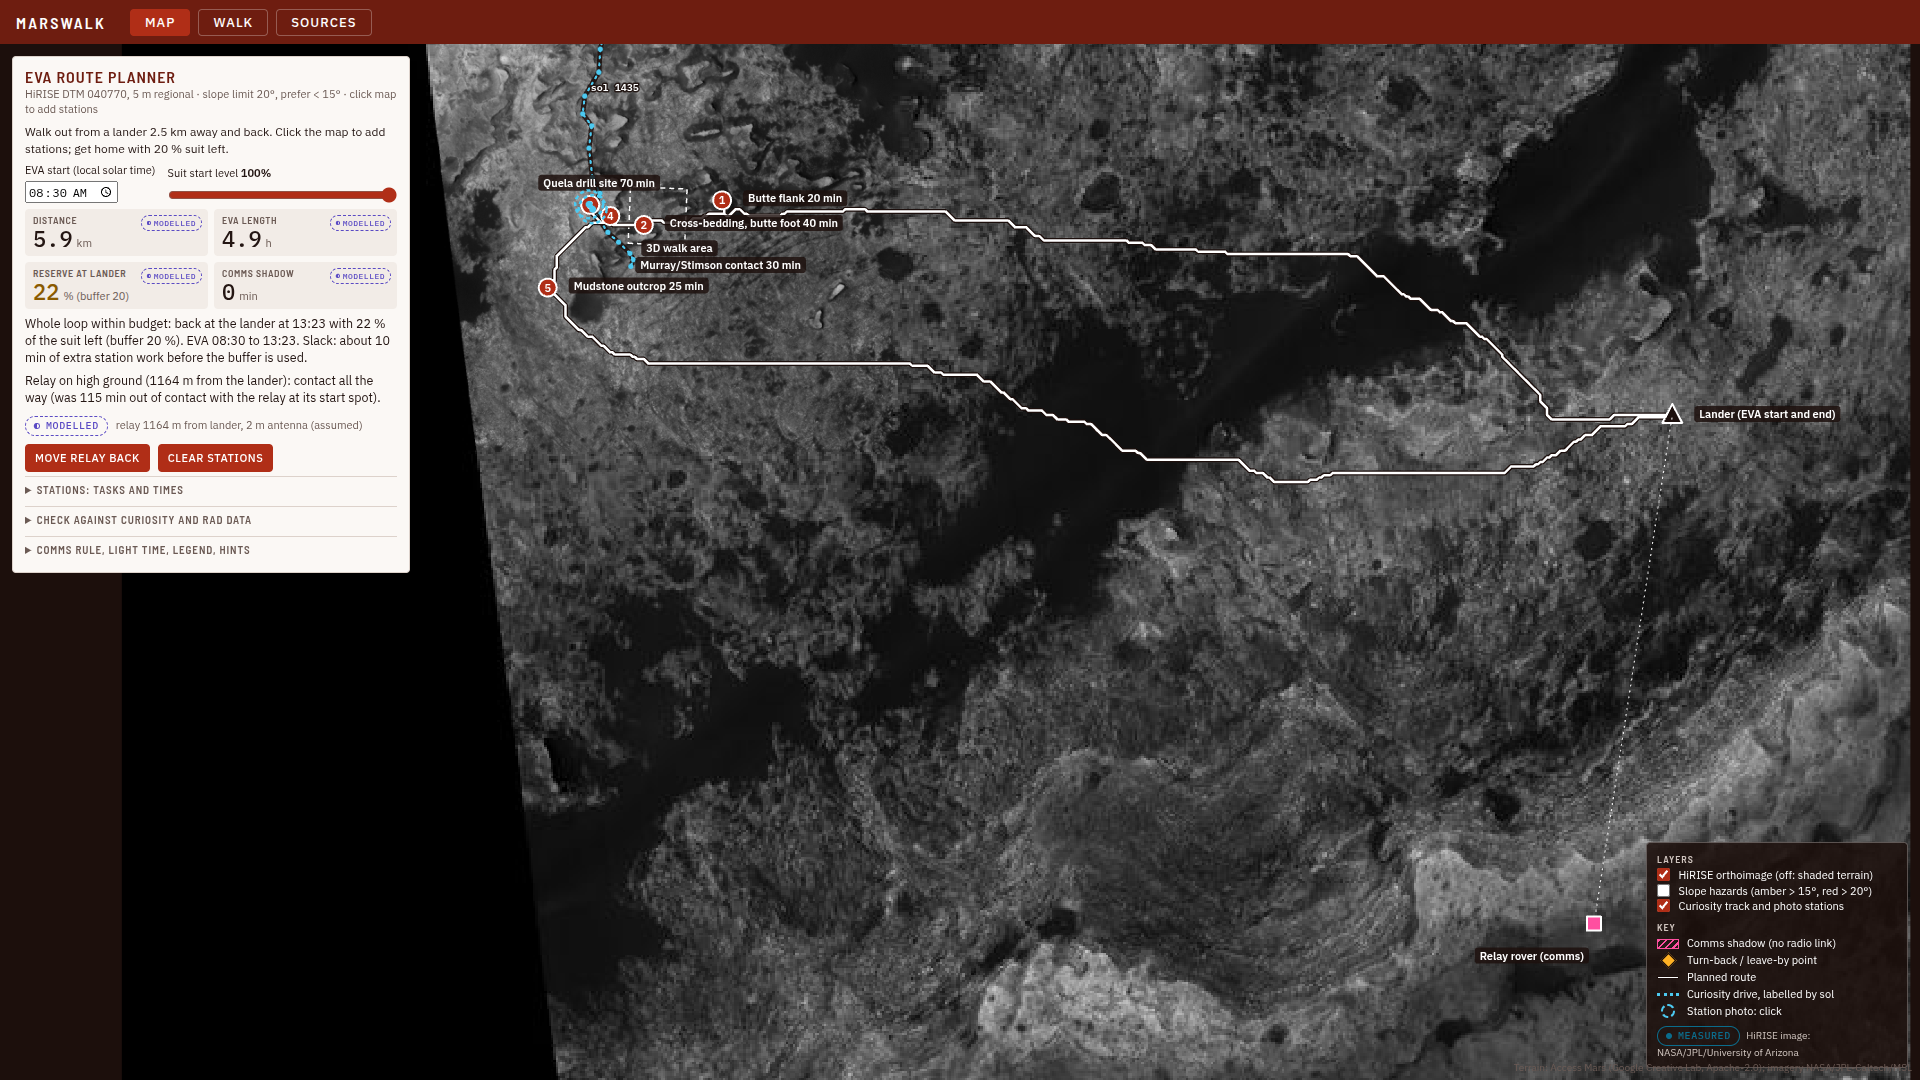 MARSWALK
MAP
WALK
SOURCES
EVA ROUTE PLANNER
HiRISE DTM 040770, 5 m regional · slope limit 20°, prefer < 15° · click map
to add stations
Walk out from a lander 2.5 km away and back. Click the map to add
stations; get home with 20 % suit left.
EVA start (local solar time)
Suit start level 100%
08:30 AM
DISTANCE
MODELLED
5.9 km
EVA LENGTH
MODELLED
4.9 h
RESERVE AT LANDER
MODELLED
22 % (buffer 20)
COMMS SHADOW
MODELLED
0 min
Whole loop within budget: back at the lander at 13:23 with 22 %
of the suit left (buffer 20 %). EVA 08:30 to 13:23. Slack: about 10
min of extra station work before the buffer is used.
Relay on high ground (1164 m from the lander): contact all the
way (was 115 min out of contact with the relay at its start spot).
MODELLED relay 1164 m from lander, 2 m antenna (assumed)
MOVE RELAY BACK
CLEAR STATIONS
STATIONS: TASKS AND TIMES
CHECK AGAINST CURIOSITY AND RAD DATA
COMMS RULE, LIGHT TIME, LEGEND, HINTS
sol 1435
Quela drill site 70 min
1
Butte flank 20 min
4
2
Cross-bedding, butte foot 40 min
3D walk area
Murray/Stimson contact 30 min
5
Mudstone outcrop 25 min
Lander (EVA start and end)
Relay rover (comms)
LAYERS
HiRISE orthoimage (off: shaded terrain)
Slope hazards (amber > 15°, red > 20°)
Curiosity track and photo stations
KEY
Comms shadow (no radio link)
Turn-back / leave-by point
Planned route
Curiosity drive, labelled by sol
Station photo: click
MEASURED HiRISE image:
NASA/JPL/University of Arizona